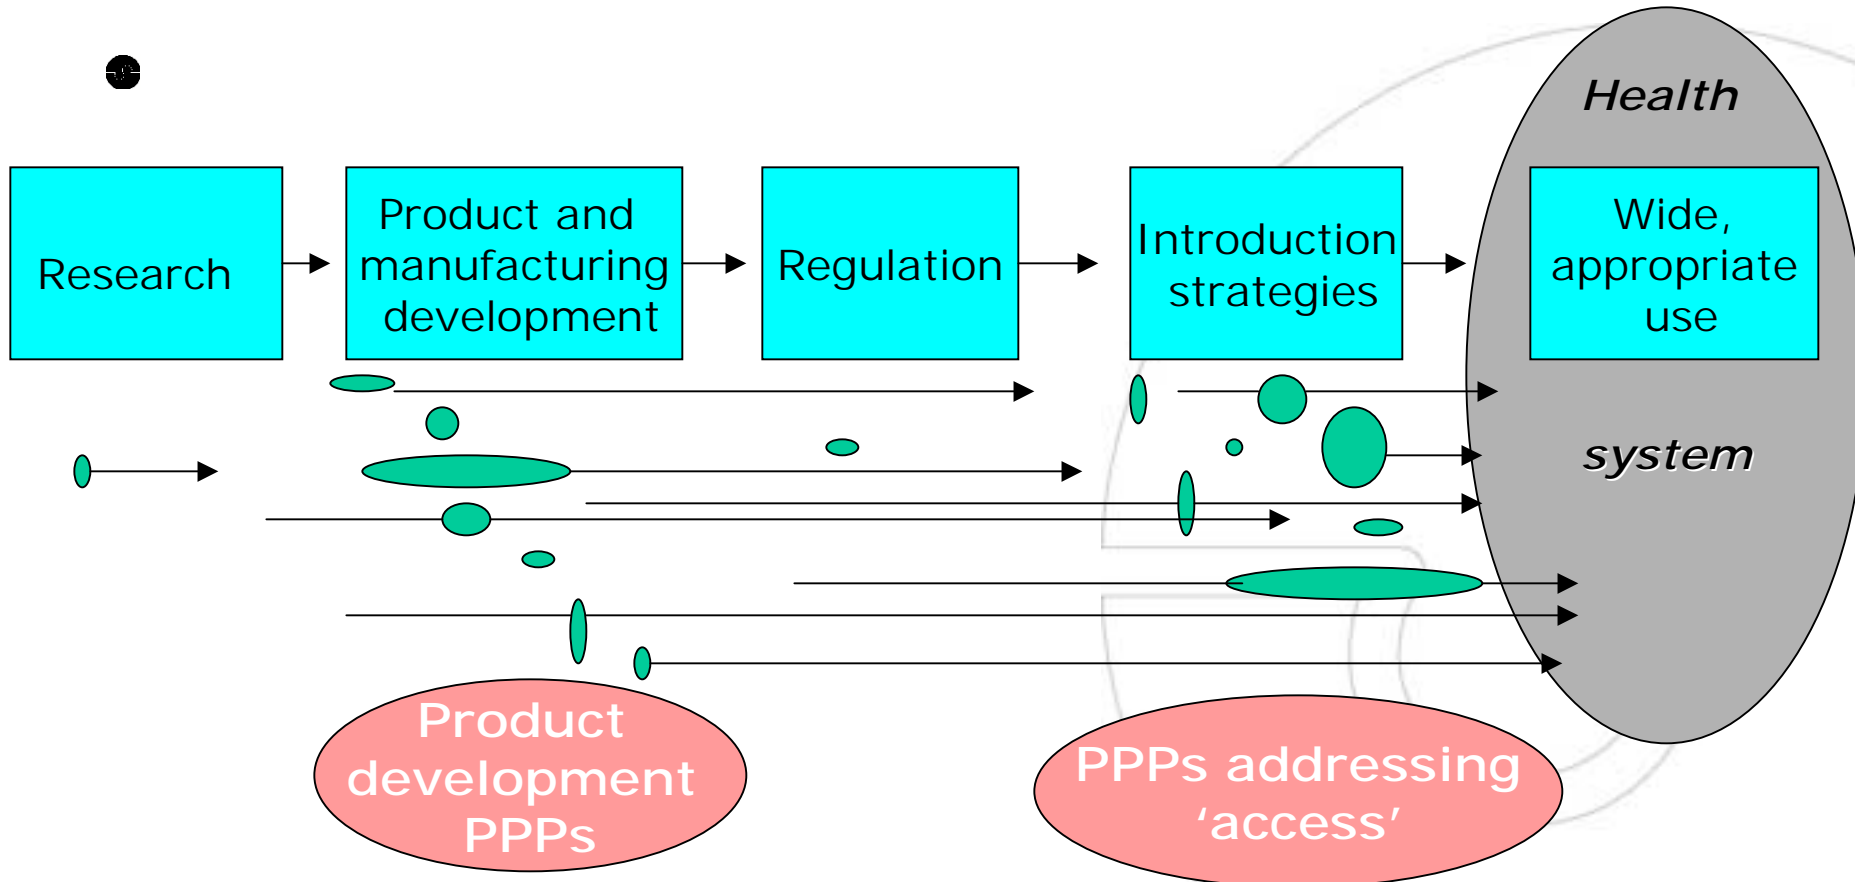 Health
Research
Product and
manufacturing
development
Regulation
Introduction
strategies
Wide,
appropriate
use
system
Product
development
PPPs
PPPs addressing
‘access’